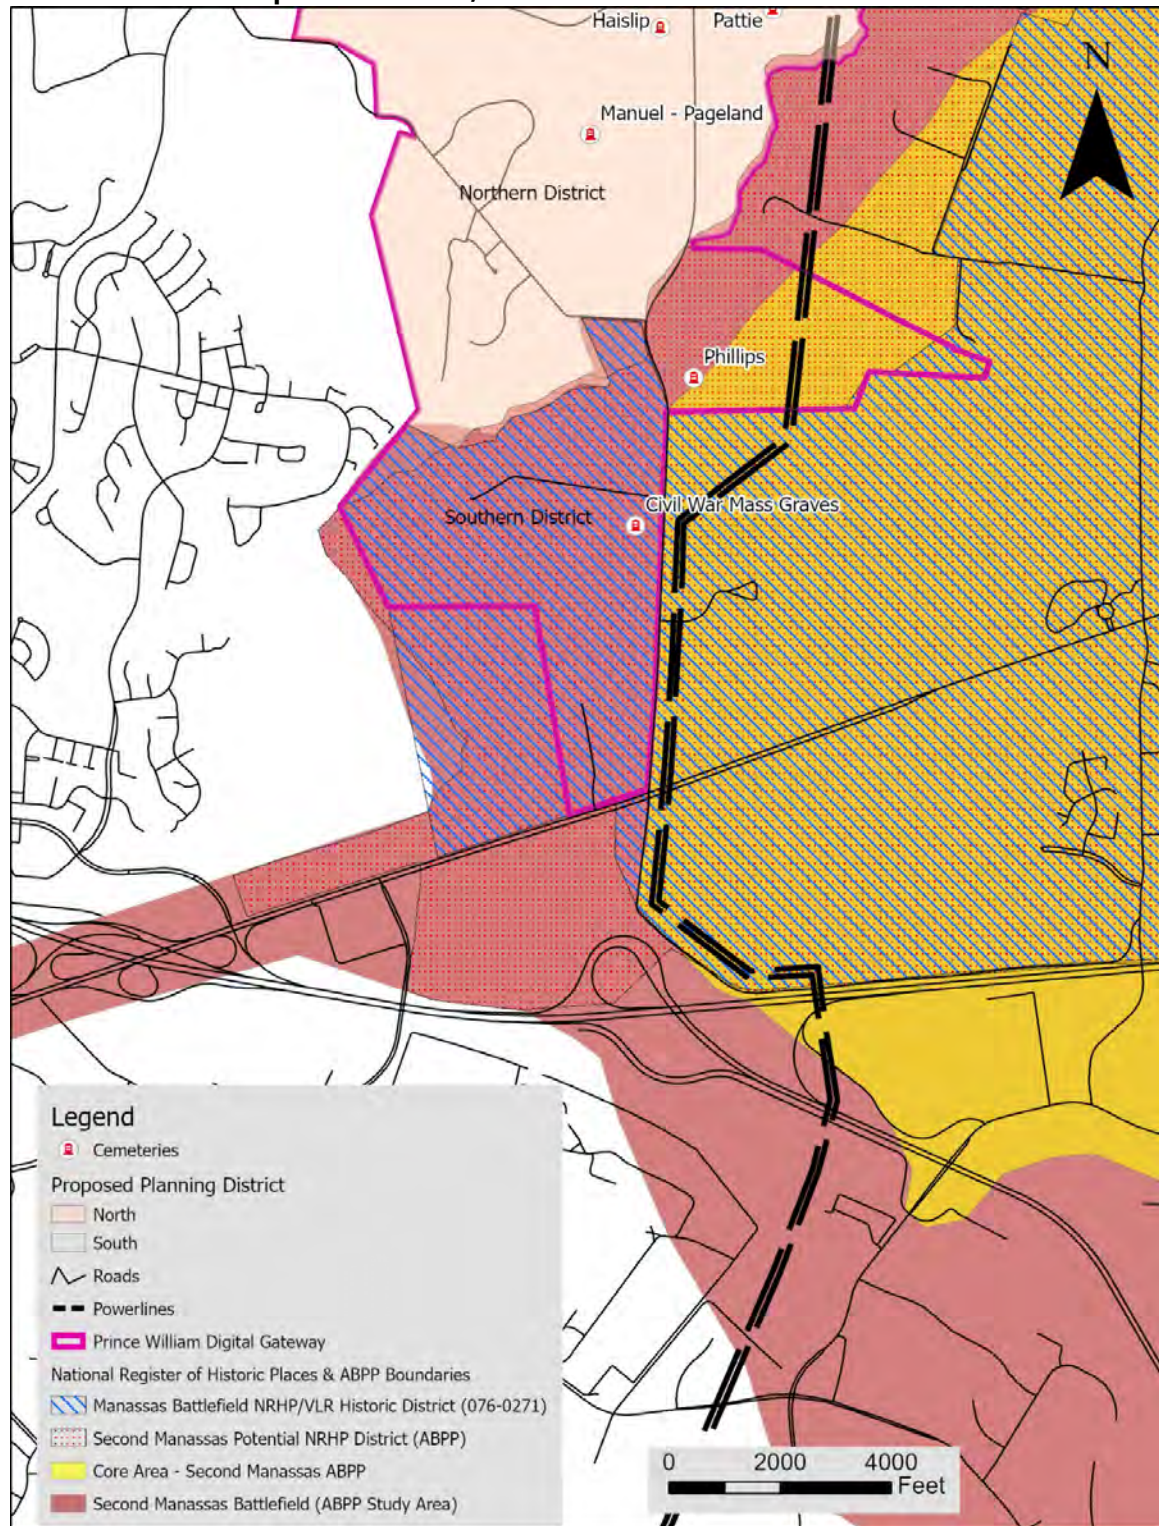 Haislip
Pattie
N
Manuel - Pageland
Northern District
Phillips
Civil War Mass Graves
Southern District
Legend
Cemeteries
Proposed Planning District
North
South
Roads
Powerlines
Prince William Digital Gateway
National Register of Historic Places & ABPP Boundaries
Manassas Battlefield NRHP/VLR Historic District (076-0271)
Second Manassas Potential NRHP District (ABPP)
Core Area - Second Manassas ABPP
Second Manassas Battlefield (ABPP Study Area)
0 2000 4000
Feet